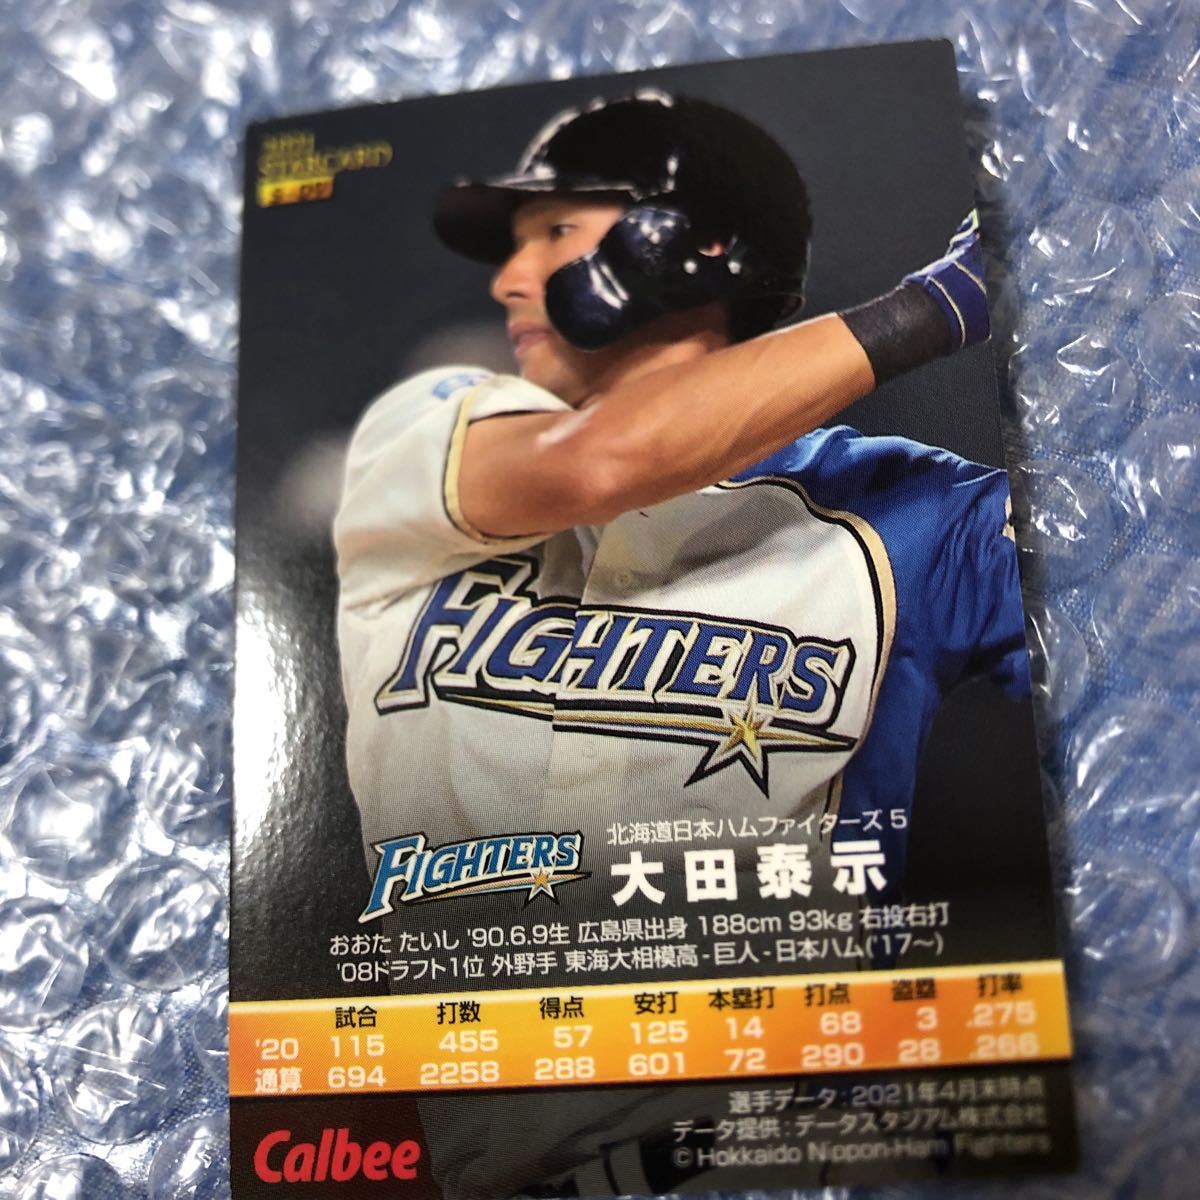 2021
STARCARD
FIGHTERS
FIGHTERS
北海道日本ハムファイターズ 5
大田泰示
おおた たいし '90.6.9生 広島県出身 188cm 93kg 右投右打
'08ドラフト1位 外野手 東海大相模高-巨人-日本ハム('17〜)
試合 打数 得点 安打 本塁打 打点 盗塁 打率
'20 115 455 57 125 14 68 3 .275
通算 694 2258 288 601 72 290 28 .266
Calbee
選手データ:2021年4月末時点
データ提供:データスタジアム株式会社
© Hokkaido Nippon-Ham Fighters